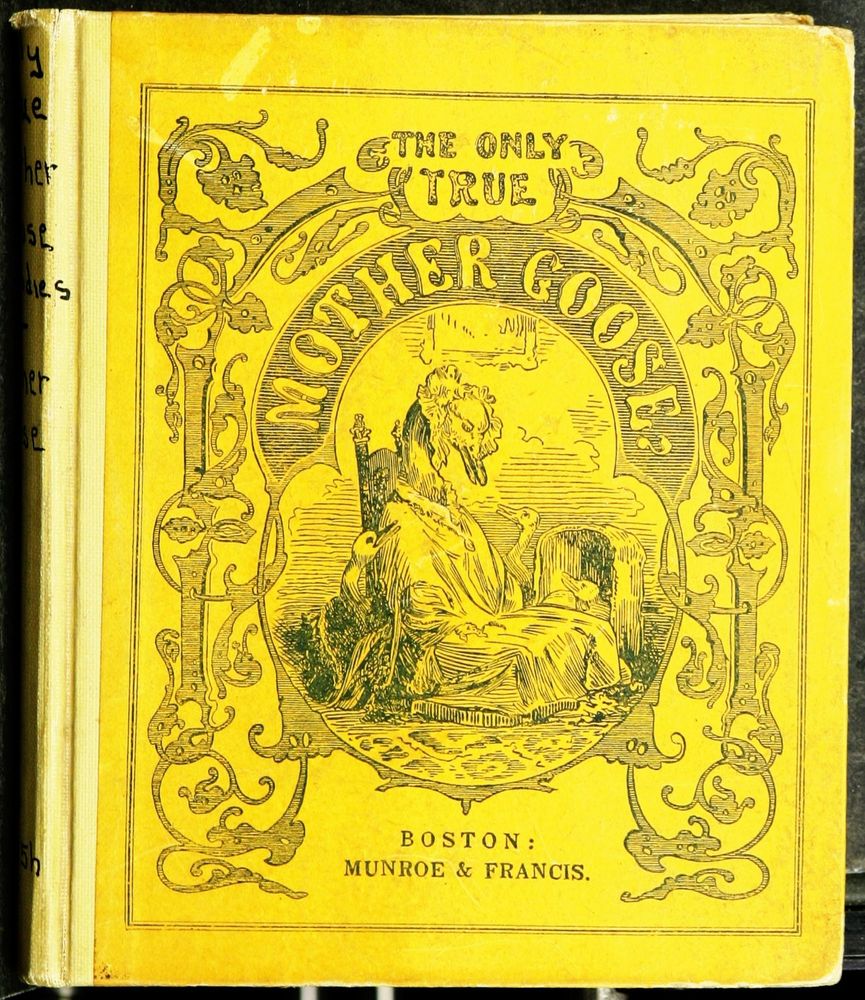 THE ONLY
TRUE
MOTHER GOOSE:
BOSTON:
MUNROE & FRANCIS.